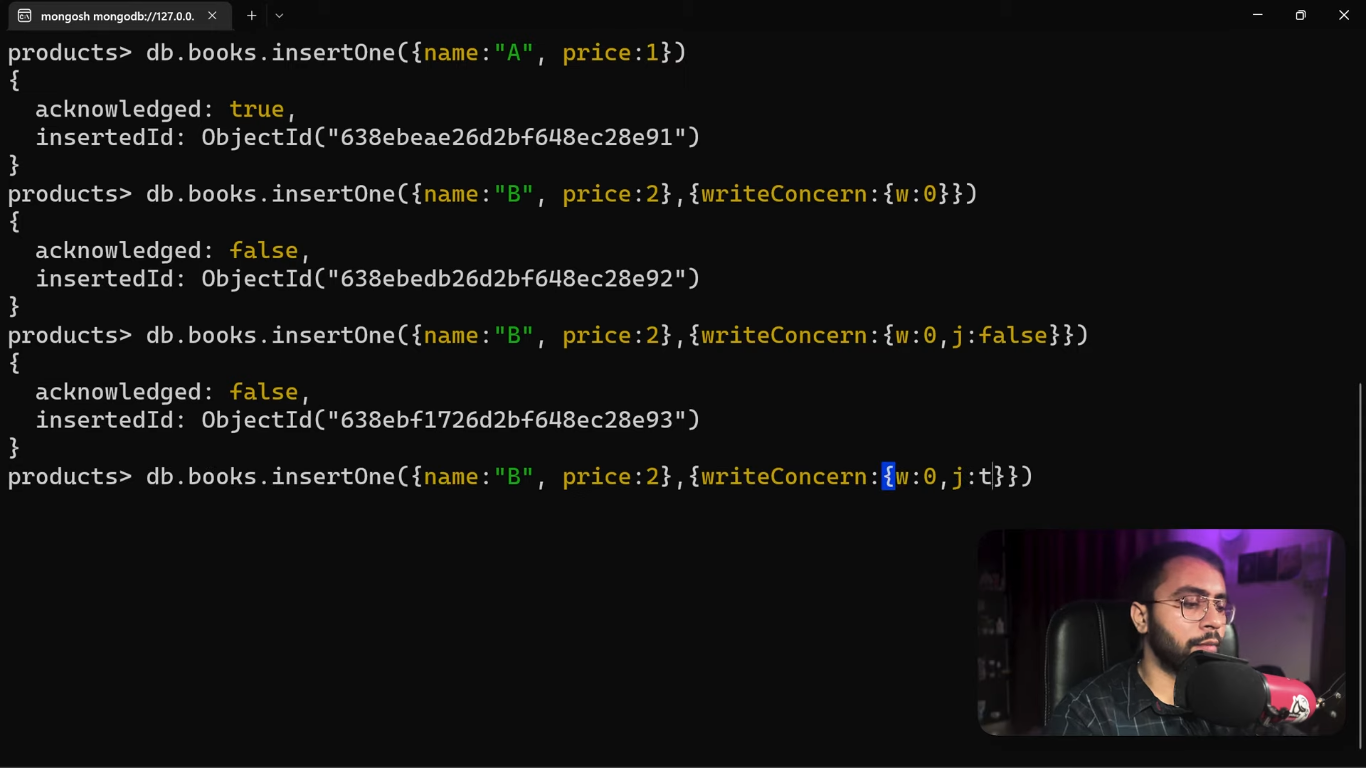 mongosh mongodb://127.0.0.
products> db.books.insertOne({name:"A", price:1})
{
  acknowledged: true,
  insertedId: ObjectId("638ebeae26d2bf648ec28e91")
}
products> db.books.insertOne({name:"B", price:2},{writeConcern:{w:0}})
{
  acknowledged: false,
  insertedId: ObjectId("638ebedb26d2bf648ec28e92")
}
products> db.books.insertOne({name:"B", price:2},{writeConcern:{w:0,j:false}})
{
  acknowledged: false,
  insertedId: ObjectId("638ebf1726d2bf648ec28e93")
}
products> db.books.insertOne({name:"B", price:2},{writeConcern:{w:0,j:t}})